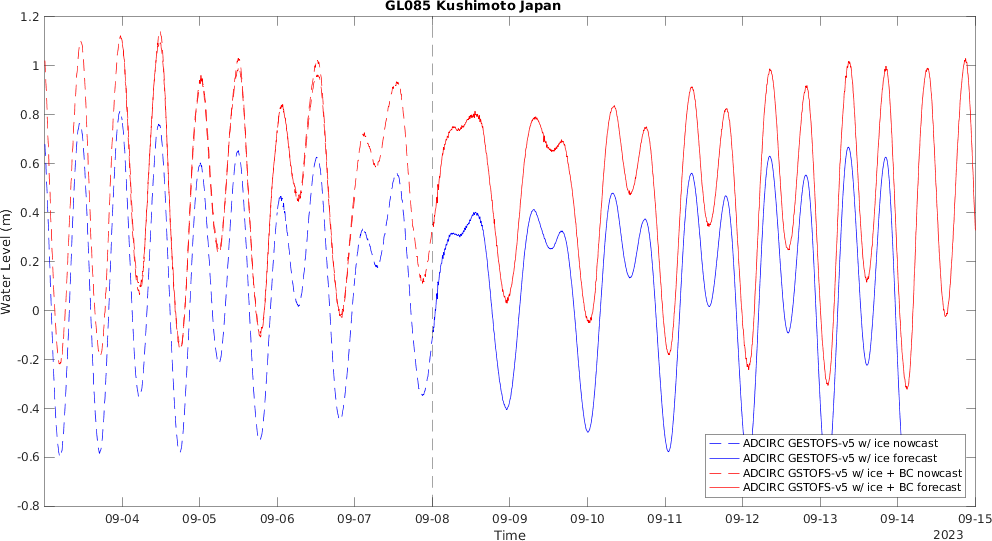 GL085 Kushimoto Japan
1.2
1
0.8
0.6
0.4
0.2
0
-0.2
-0.4
-0.6
-0.8
Water Level (m)
ADCIRC GESTOFS-v5 w/ ice nowcast
ADCIRC GESTOFS-v5 w/ ice forecast
ADCIRC GSTOFS-v5 w/ ice + BC nowcast
ADCIRC GSTOFS-v5 w/ ice + BC forecast
09-04 09-05 09-06 09-07 09-08 09-09 09-10 09-11 09-12 09-13 09-14 09-15
Time
2023